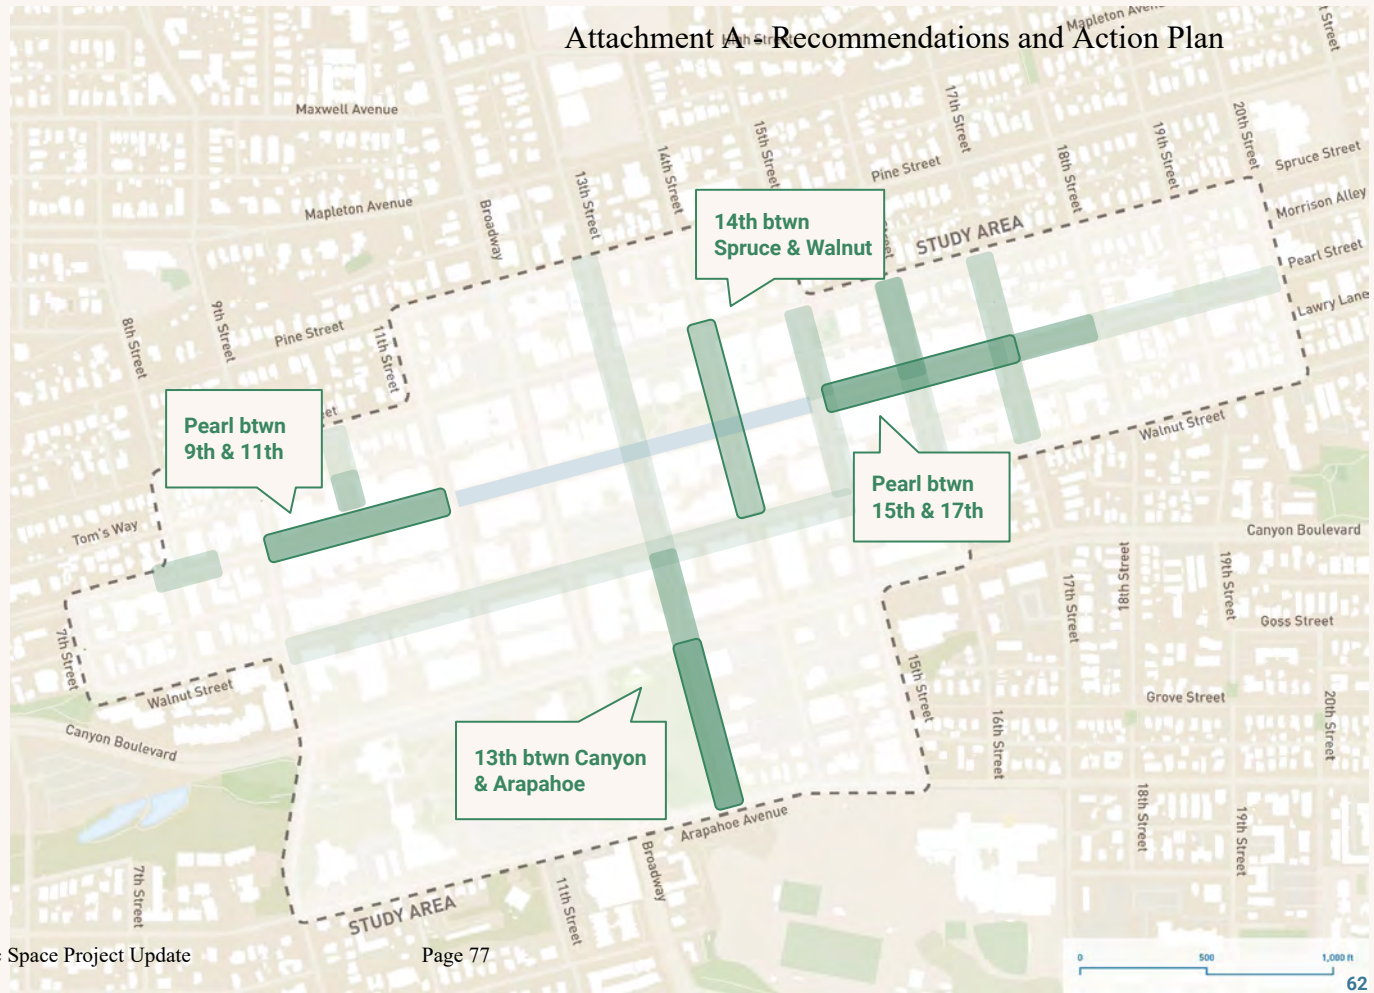 Attachment A - Recommendations and Action Plan
High Street
Maxwell Avenue
Mapleton Avenue
Pine Street
Broadway
13th Street
14th Street
15th Street
17th Street
Pine Street
18th Street
19th Street
20th Street
Spruce Street
Morrison Alley
Pearl Street
Lawry Lane
STUDY AREA
14th btwn
Spruce & Walnut
8th Street
9th Street
11th Street
Pearl btwn
9th & 11th
Tom's Way
7th Street
Walnut Street
Canyon Boulevard
Pearl btwn
15th & 17th
Walnut Street
Canyon Boulevard
17th Street
18th Street
19th Street
Goss Street
15th Street
16th Street
Grove Street
20th Street
18th Street
19th Street
13th btwn Canyon
& Arapahoe
Arapahoe Avenue
7th Street
STUDY AREA
11th Street
Broadway
Space Project Update
Page 77
0 500 1,000 ft
62